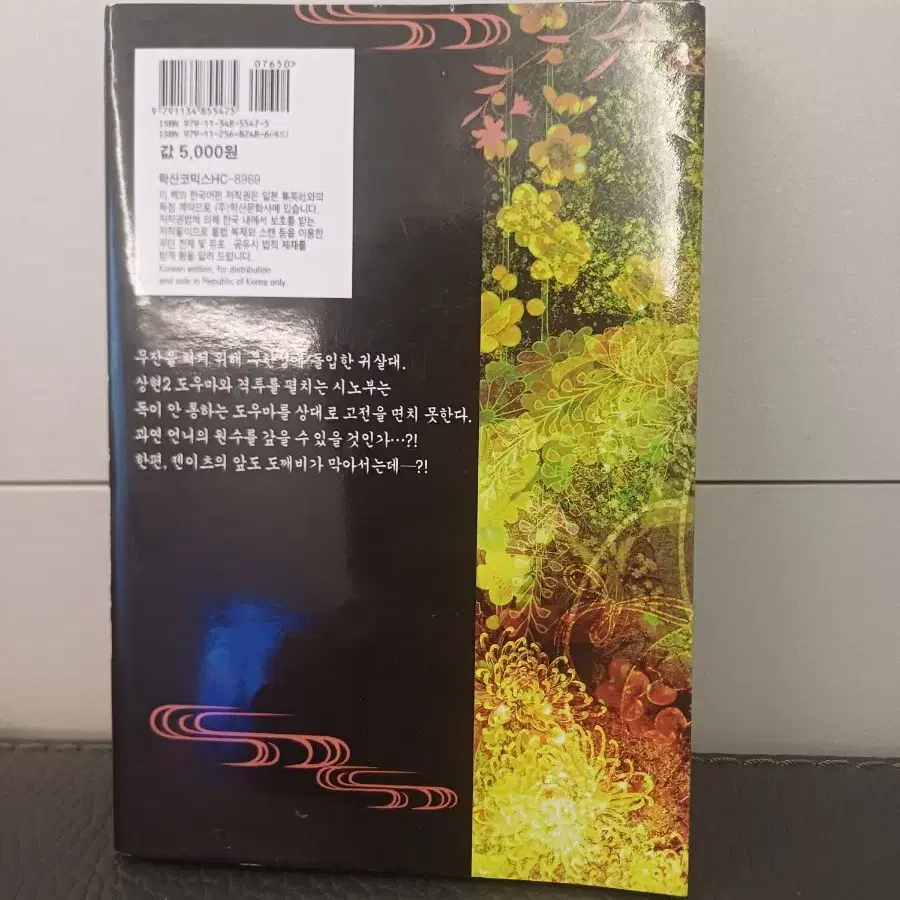 07650>
9 791134 855475
ISBN 979-11-348-5547-5
ISBN 979-11-256-8248-6(세트)
값 5,000원
학산코믹스HC-8989
이 책의 한국어판 저작권은 일본 集英社와의
독점 계약으로 (주)학산문화사에 있습니다.
저작권법에 의해 한국 내에서 보호를 받는
저작물이므로 불법 복제와 스캔 등을 이용한
무단 전재 및 유포·공유시 법적 제재를
받게 됨을 알려 드립니다.
Korean edition, for distribution
and sale in Republic of Korea only.
무잔을 위해 돌입한 귀살대.
상현2 도우마와 격투를 펼치는 시노부는
독이 안 통하는 도우마를 상대로 고전을 면치 못한다.
과연 언니의 원수를 갚을 수 있을 것인가…?!
한편, 젠이츠의 앞도 도깨비가 막아서는데―?!